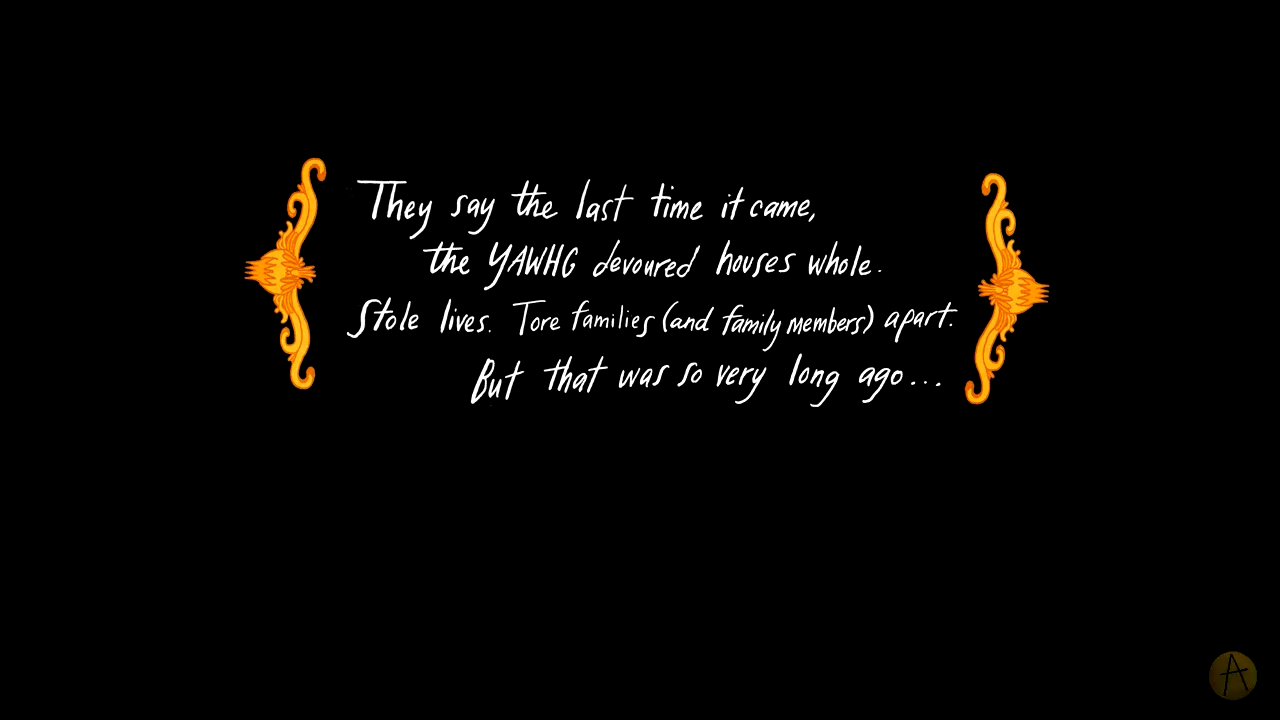 They say the last time it came,
the YAWHG devoured houses whole.
Stole lives. Tore families (and family members) apart.
But that was so very long ago...
A